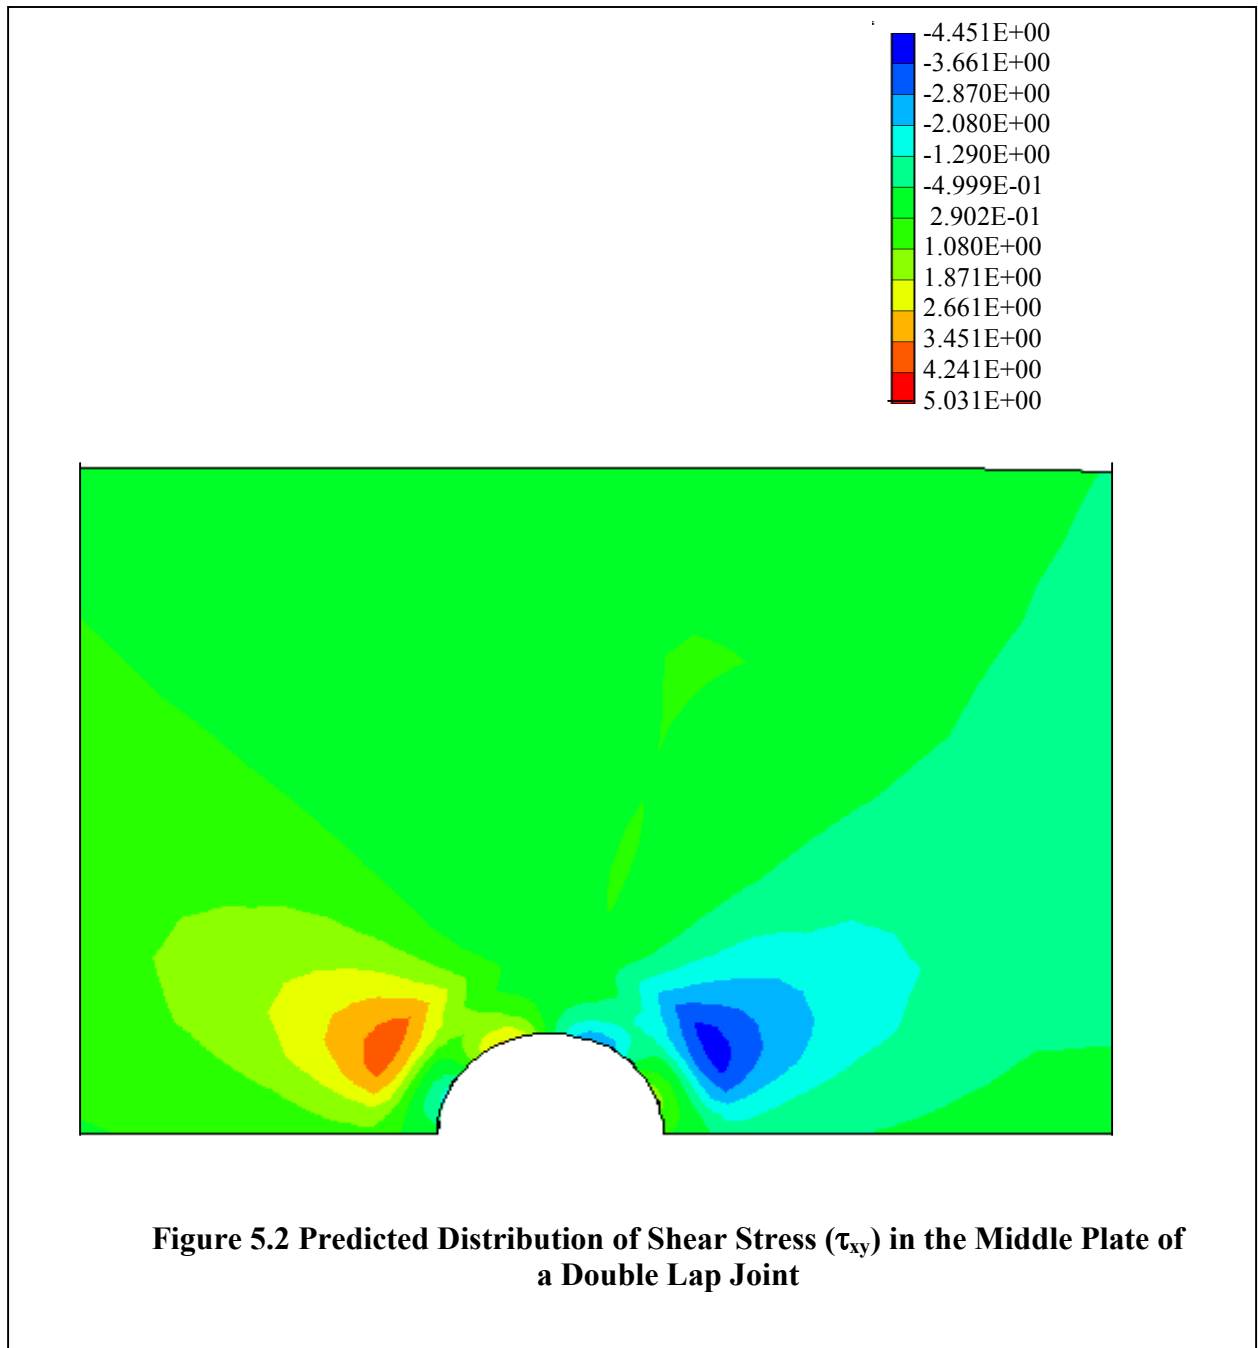 -4.451E+00
-3.661E+00
-2.870E+00
-2.080E+00
-1.290E+00
-4.999E-01
2.902E-01
1.080E+00
1.871E+00
2.661E+00
3.451E+00
4.241E+00
5.031E+00
Figure 5.2 Predicted Distribution of Shear Stress (τxy) in the Middle Plate of
a Double Lap Joint